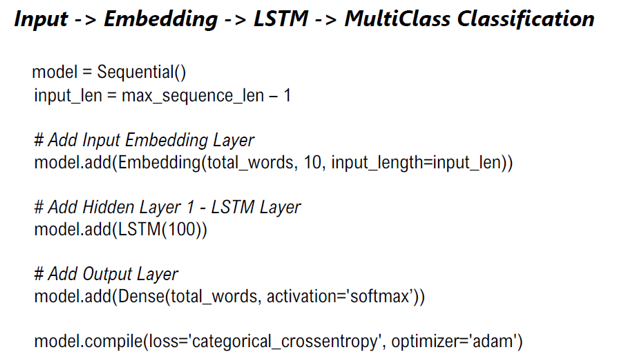 Input -> Embedding -> LSTM -> MultiClass Classification
model = Sequential()
input_len = max_sequence_len – 1
# Add Input Embedding Layer
model.add(Embedding(total_words, 10, input_length=input_len))
# Add Hidden Layer 1 - LSTM Layer
model.add(LSTM(100))
# Add Output Layer
model.add(Dense(total_words, activation='softmax’))
model.compile(loss='categorical_crossentropy', optimizer='adam')